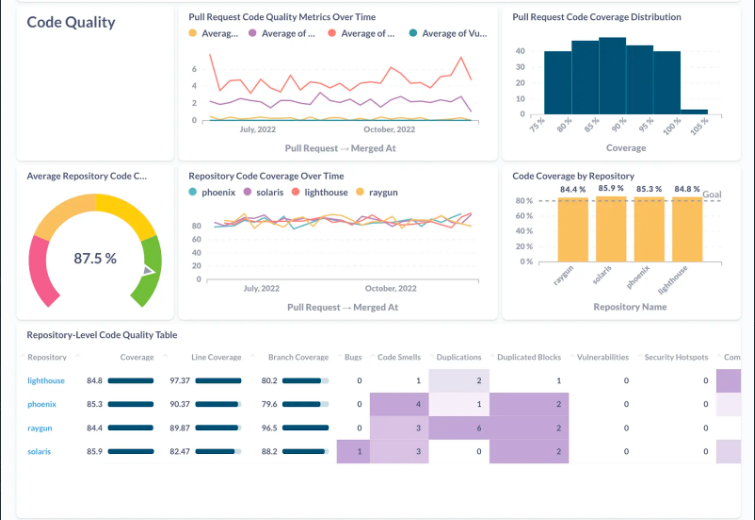 Code Quality
Pull Request Code Quality Metrics Over Time
Averag... Average of ... Average of ... Average of Vu...
6
4
2
0
July, 2022 October, 2022
Pull Request → Merged At
Pull Request Code Coverage Distribution
40
30
20
10
0
75 % 80 % 85 % 90 % 95 % 100 % 105 %
Coverage
Average Repository Code C...
87.5 %
Repository Code Coverage Over Time
phoenix solaris lighthouse raygun
80
60
40
20
0
July, 2022 October, 2022
Pull Request → Merged At
Code Coverage by Repository
84.4 % 85.9 % 85.3 % 84.8 % Goal
80 %
60 %
40 %
20 %
0 %
raygun solaris phoenix lighthouse
Repository Name
Repository-Level Code Quality Table
Repository Coverage Line Coverage Branch Coverage Bugs Code Smells Duplications Duplicated Blocks Vulnerabilities Security Hotspots Com
lighthouse 84.8 97.37 80.2 0 1 2 1 0 0
phoenix 85.3 90.37 79.6 0 4 1 2 0 0
raygun 84.4 89.87 96.5 0 3 6 2 0 0
solaris 85.9 82.47 88.2 1 3 0 2 0 0